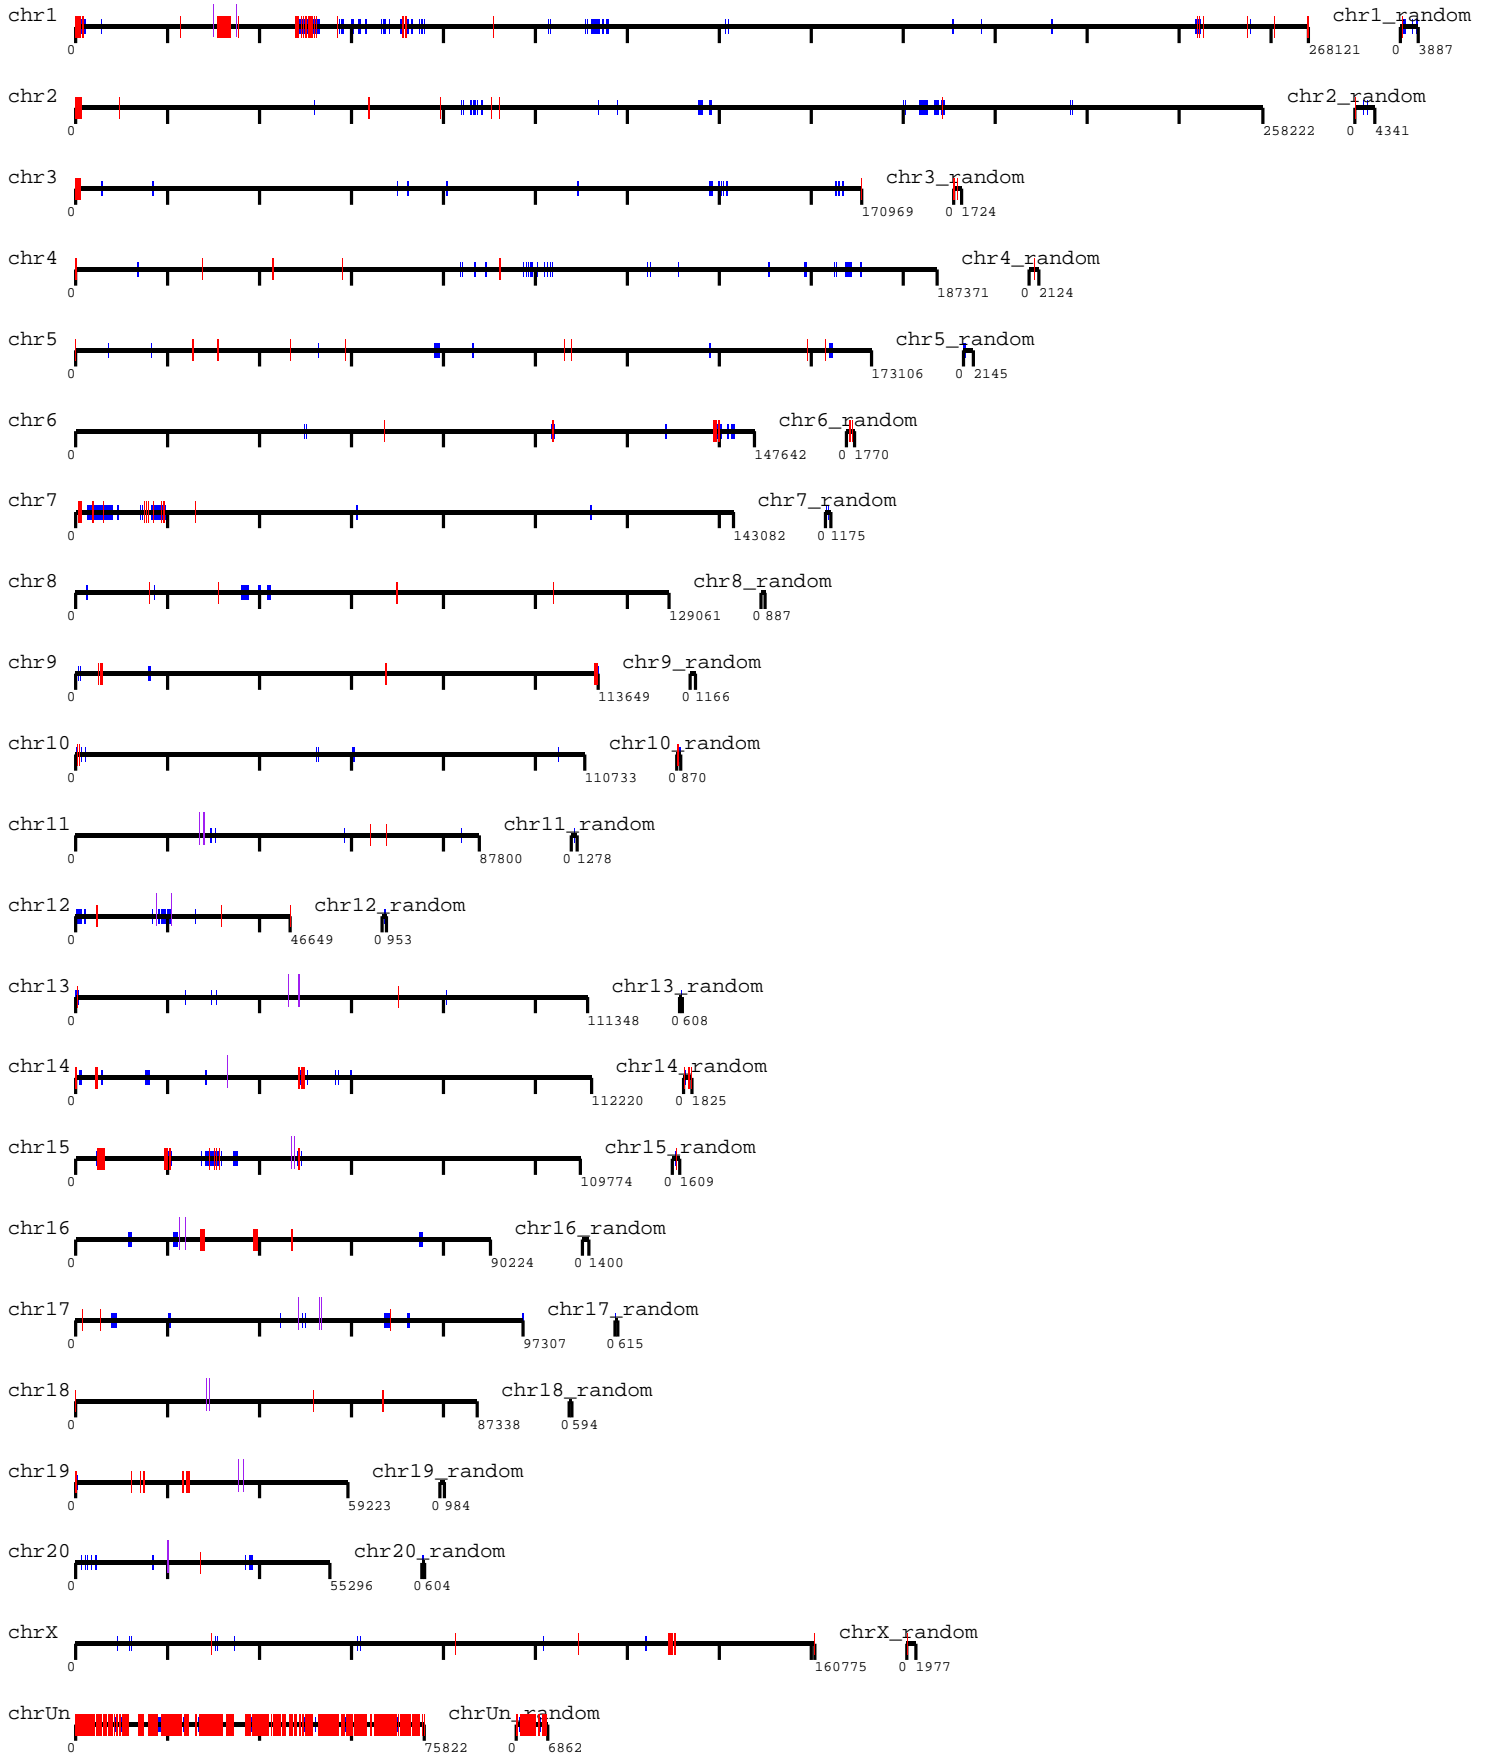 chr1 chr1_random
0 268121 0 3887
chr2 chr2_random
0 258222 0 4341
chr3 chr3_random
0 170969 0 1724
chr4 chr4_random
0 187371 0 2124
chr5 chr5_random
0 173106 0 2145
chr6 chr6_random
0 147642 0 1770
chr7 chr7_random
0 143082 0 1175
chr8 chr8_random
0 129061 0 887
chr9 chr9_random
0 113649 0 1166
chr10 chr10_random
0 110733 0 870
chr11 chr11_random
0 87800 0 1278
chr12 chr12_random
0 46649 0 953
chr13 chr13_random
0 111348 0 608
chr14 chr14_random
0 112220 0 1825
chr15 chr15_random
0 109774 0 1609
chr16 chr16_random
0 90224 0 1400
chr17 chr17_random
0 97307 0 615
chr18 chr18_random
0 87338 0 594
chr19 chr19_random
0 59223 0 984
chr20 chr20_random
0 55296 0 604
chrX chrX_random
0 160775 0 1977
chrUn chrUn_random
0 75822 0 6862